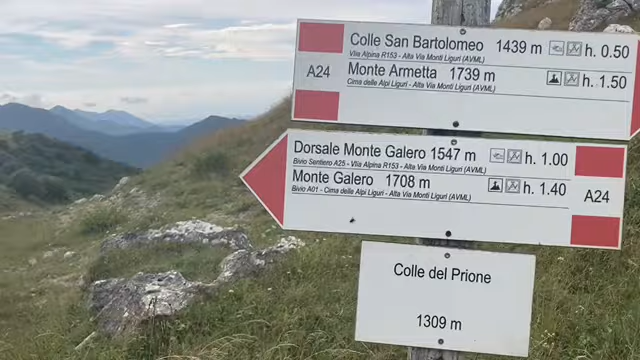 Colle San Bartolomeo 1439 m h. 0.50
VIia Alpina R153 - Alta Via Monti Liguri (AVML)
A24
Monte Armetta 1739 m h. 1.50
Cima delle Alpi Liguri - Alta Via Monti Liguri (AVML)
Dorsale Monte Galero 1547 m h. 1.00
Bivio Sentiero A25 - VIia Alpina R153 - Alta Via Monti Liguri (AVML)
Monte Galero 1708 m h. 1.40
Bivio A01 - Cima delle Alpi Liguri - Alta Via Monti Liguri (AVML)
A24
Colle del Prione
1309 m